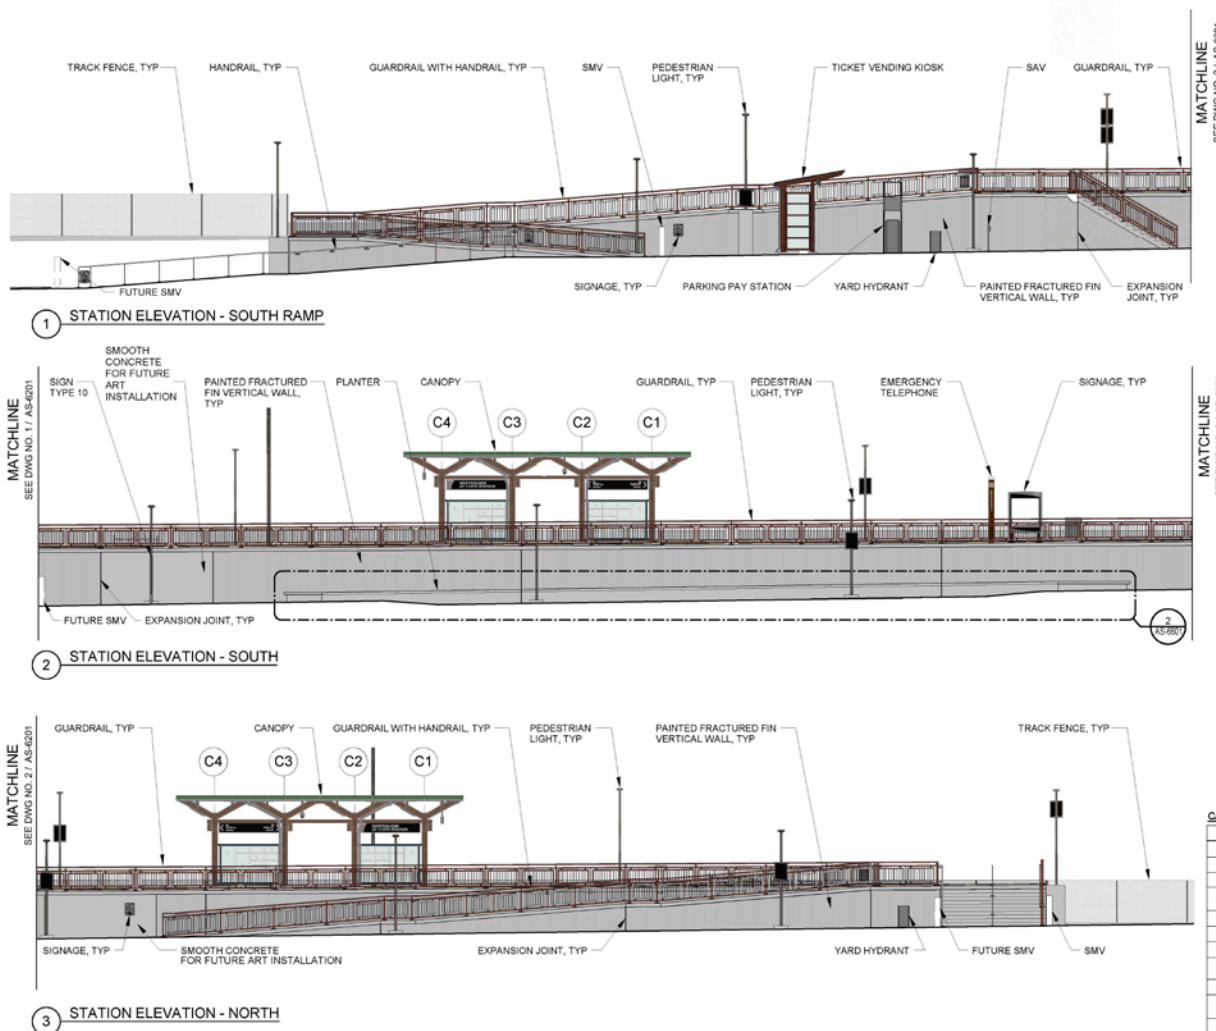 TRACK FENCE, TYP
HANDRAIL, TYP
GUARDRAIL WITH HANDRAIL, TYP
SMV
PEDESTRIAN
LIGHT, TYP
TICKET VENDING KIOSK
SAV
GUARDRAIL, TYP
MATCHLINE
FUTURE SMV
SIGNAGE, TYP
PARKING PAY STATION
YARD HYDRANT
PAINTED FRACTURED FIN
VERTICAL WALL, TYP
EXPANSION
JOINT, TYP
1 STATION ELEVATION - SOUTH RAMP
MATCHLINE
SEE DWG NO. 1 / AS-6201
SIGN
TYPE 10
SMOOTH
CONCRETE
FOR FUTURE
ART
INSTALLATION
PAINTED FRACTURED
FIN VERTICAL WALL,
TYP
PLANTER
CANOPY
C4
C3
C2
C1
GUARDRAIL, TYP
PEDESTRIAN
LIGHT, TYP
EMERGENCY
TELEPHONE
SIGNAGE, TYP
MATCHLINE
FUTURE SMV
EXPANSION JOINT, TYP
2
AS-6601
2 STATION ELEVATION - SOUTH
MATCHLINE
SEE DWG NO. 2 / AS-6201
GUARDRAIL, TYP
CANOPY
GUARDRAIL WITH HANDRAIL, TYP
PEDESTRIAN
LIGHT, TYP
PAINTED FRACTURED FIN
VERTICAL WALL, TYP
TRACK FENCE, TYP
C4
C3
C2
C1
SIGNAGE, TYP
SMOOTH CONCRETE
FOR FUTURE ART INSTALLATION
EXPANSION JOINT, TYP
YARD HYDRANT
FUTURE SMV
SMV
3 STATION ELEVATION - NORTH